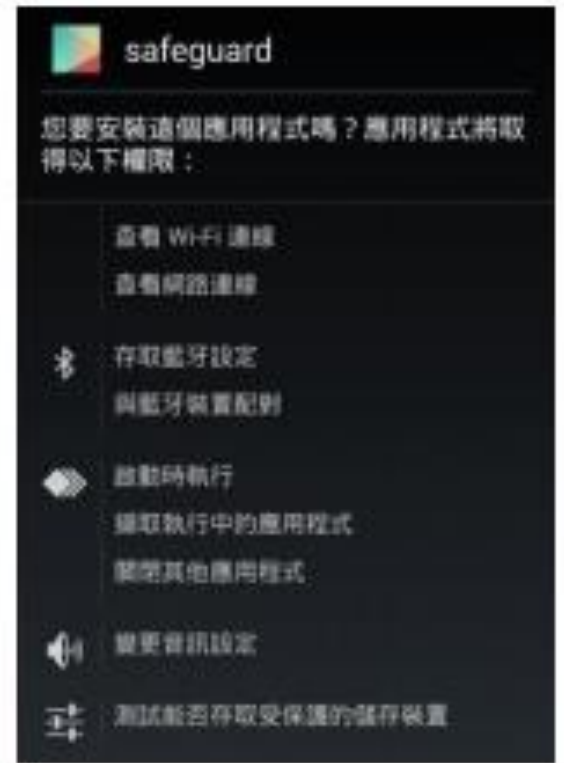 safeguard
您要安裝這個應用程式嗎？應用程式將取
得以下權限：
查看 Wi-Fi 連線
查看網路連線
存取藍牙設定
與藍牙裝置配對
啟動時執行
擷取執行中的應用程式
關閉其他應用程式
變更音訊設定
測試能否存取受保護的儲存裝置